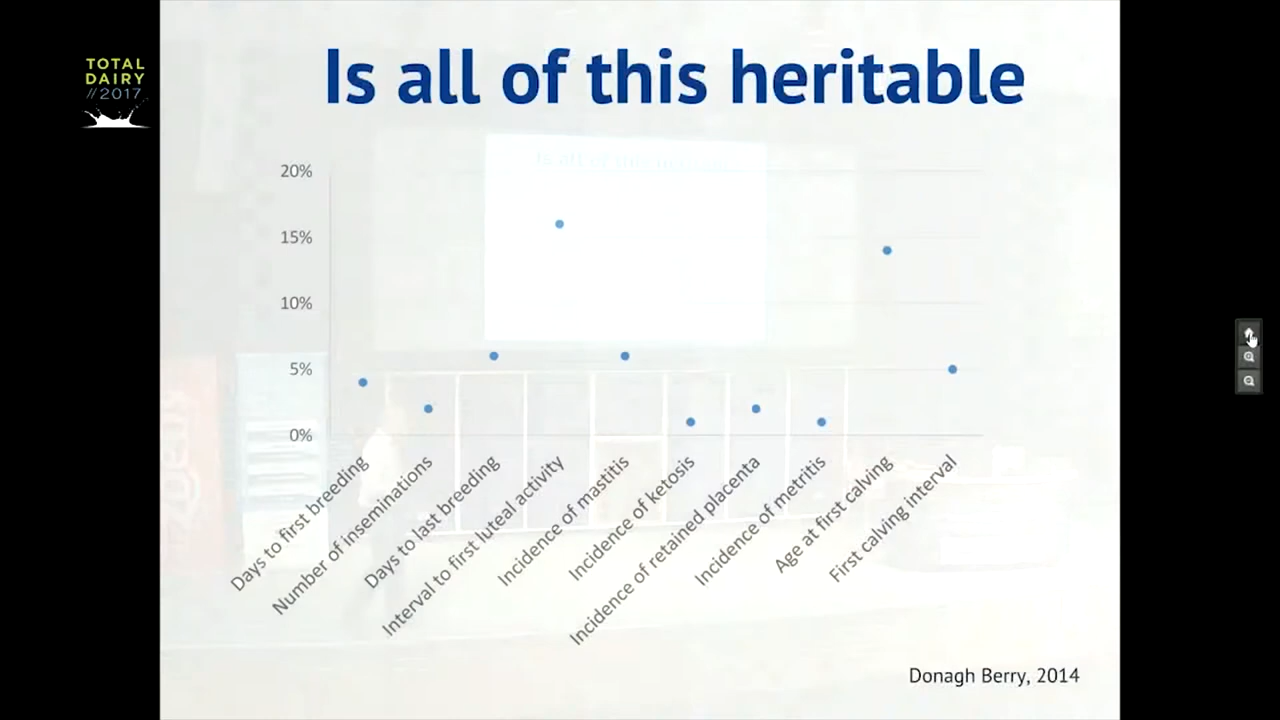 TOTAL
DAIRY
//2017
Is all of this heritable
20%
15%
10%
5%
0%
Days to first breeding
Number of inseminations
Days to last breeding
Interval to first luteal activity
Incidence of mastitis
Incidence of ketosis
Incidence of retained placenta
Incidence of metritis
Age at first calving
First calving interval
Donagh Berry, 2014